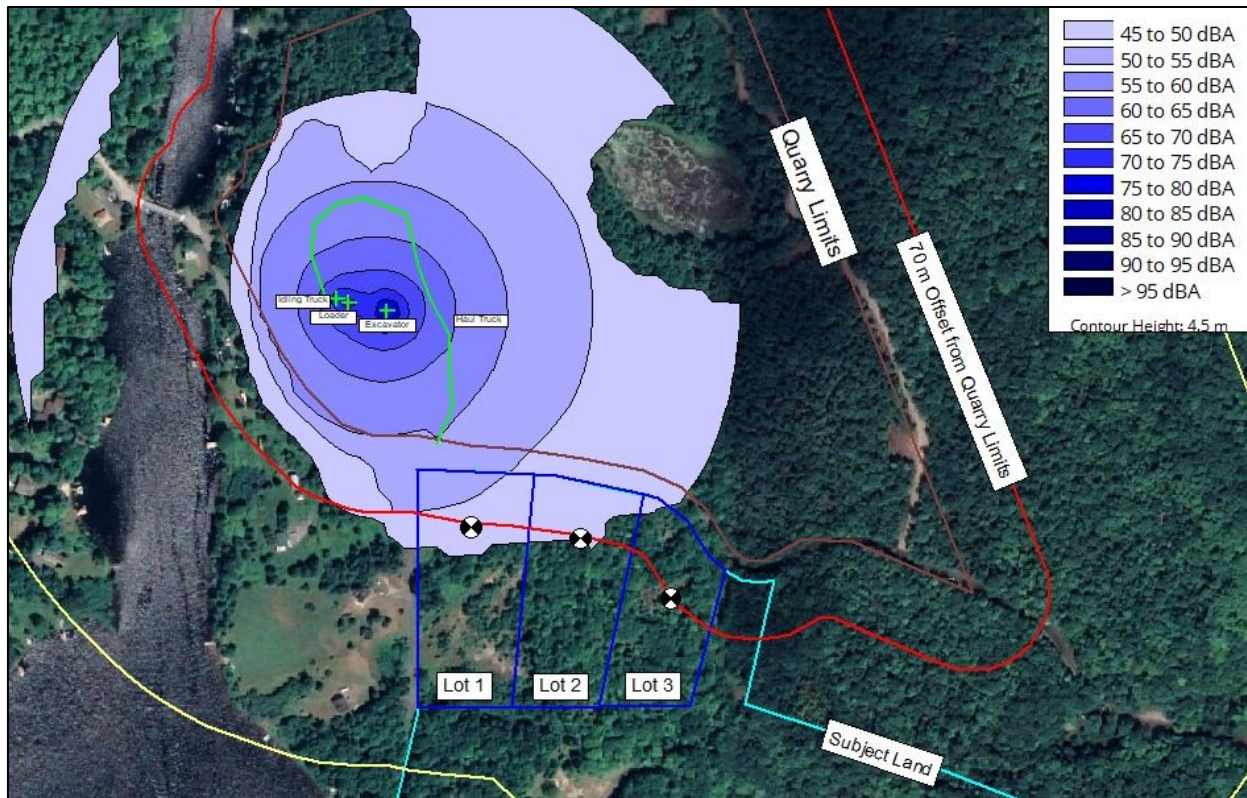 45 to 50 dBA
50 to 55 dBA
55 to 60 dBA
60 to 65 dBA
65 to 70 dBA
70 to 75 dBA
75 to 80 dBA
80 to 85 dBA
85 to 90 dBA
90 to 95 dBA
> 95 dBA
Contour Height: 4.5 m
Quarry Limits
70 m Offset from Quarry Limits
Idling Truck
Loader
Excavator
Haul Truck
Lot 1
Lot 2
Lot 3
Subject Land